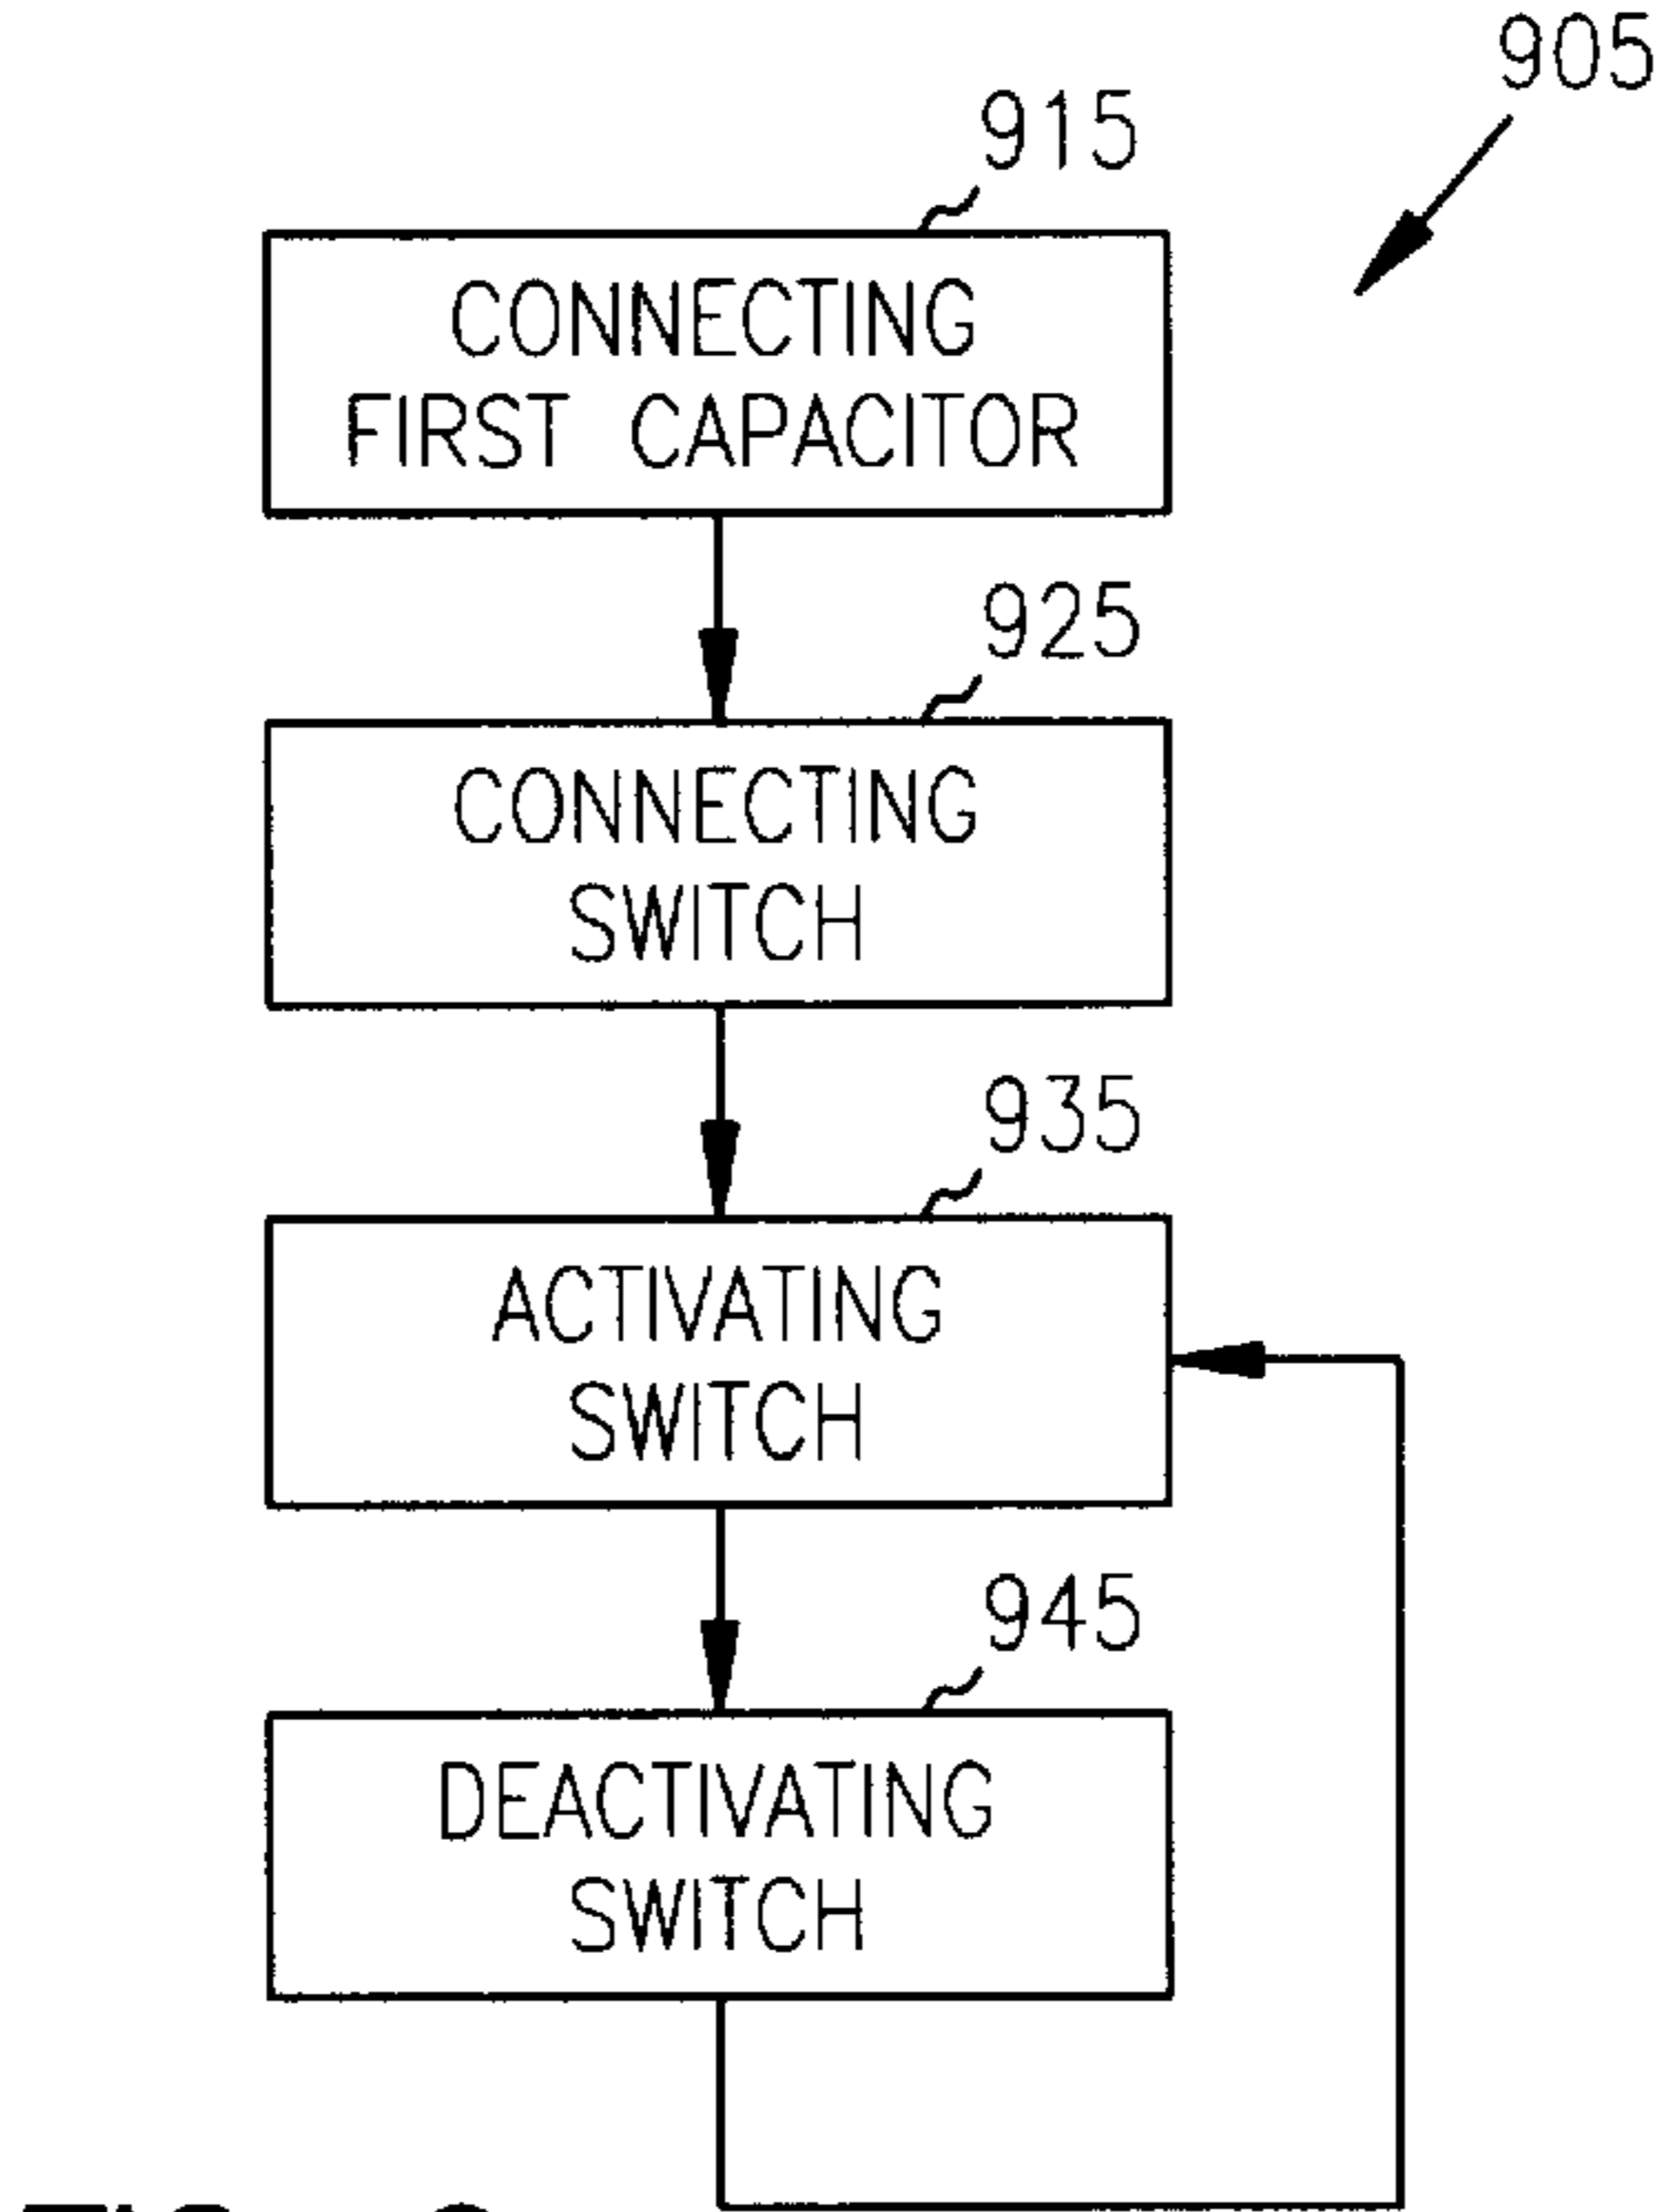 905
915
CONNECTING
FIRST CAPACITOR
925
CONNECTING
SWITCH
935
ACTIVATING
SWITCH
945
DEACTIVATING
SWITCH